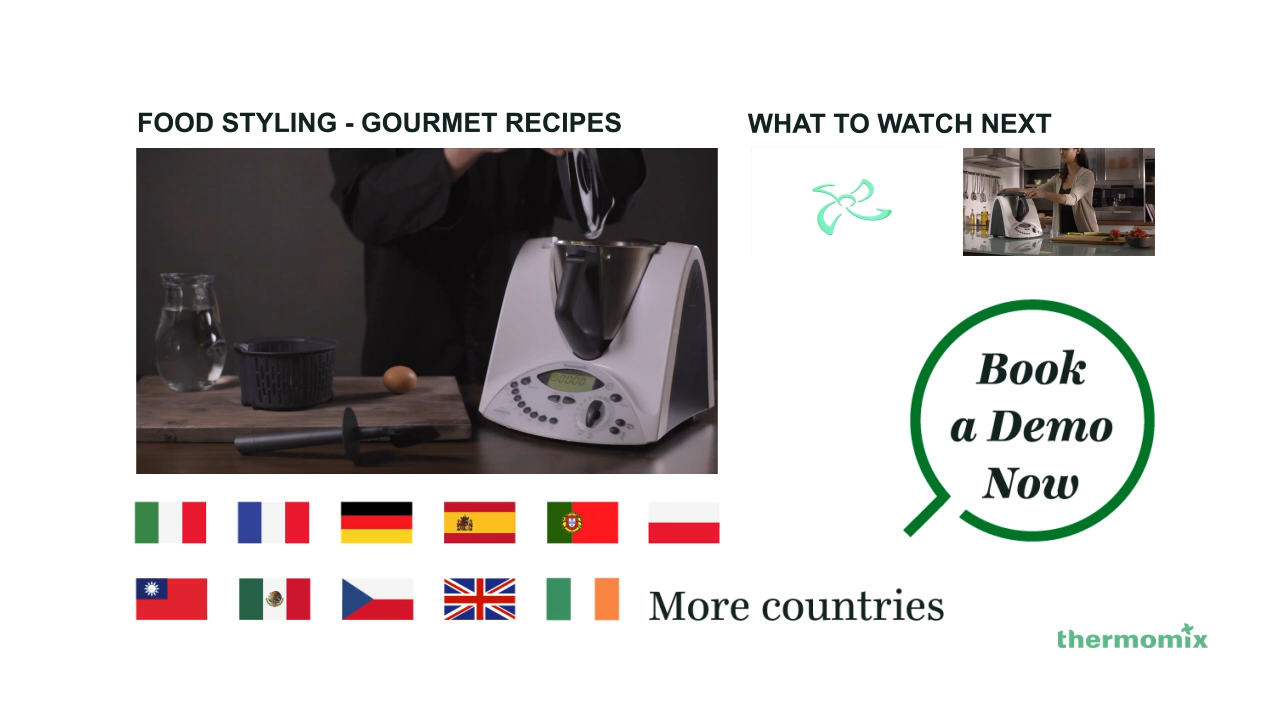 FOOD STYLING - GOURMET RECIPES
WHAT TO WATCH NEXT
Book
a Demo
Now
More countries
thermomix